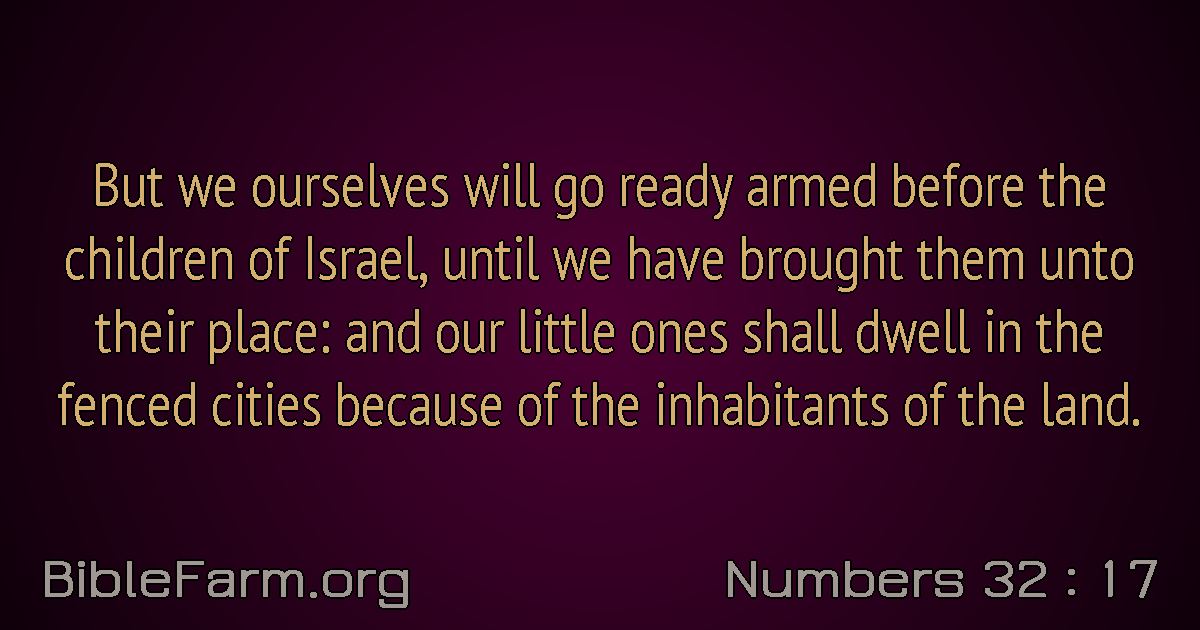 But we ourselves will go ready armed before the
children of Israel, until we have brought them unto
their place: and our little ones shall dwell in the
fenced cities because of the inhabitants of the land.
BibleFarm.org
Numbers 32 : 17